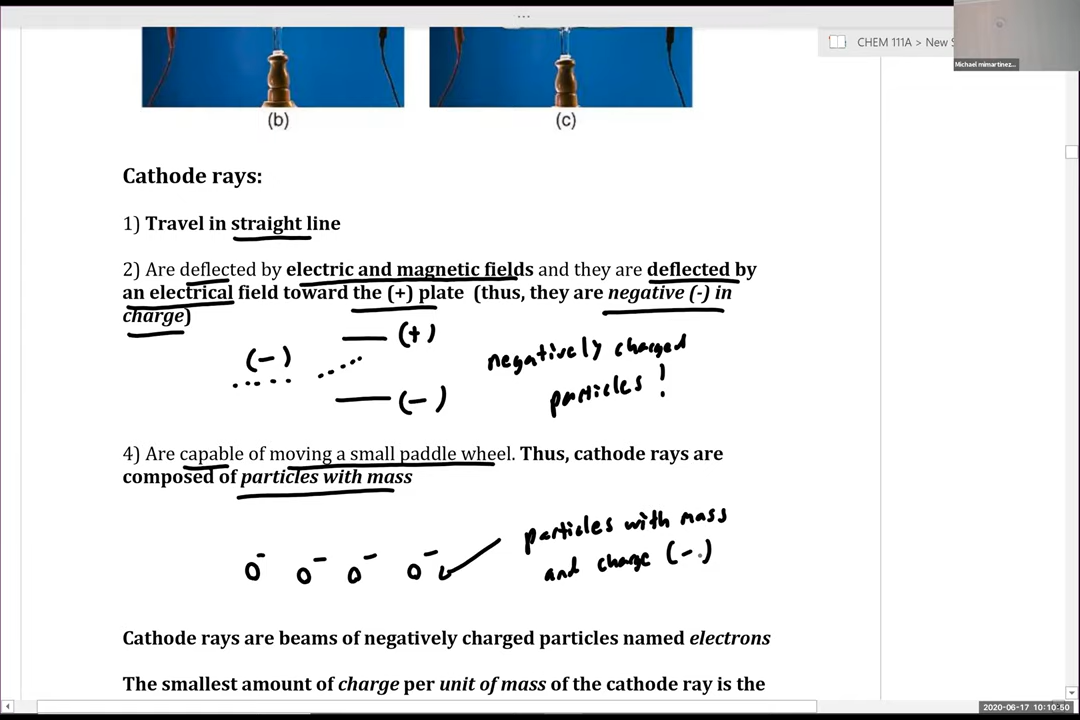 CHEM 111A > New
Michael mimartinez...
(b)
(c)
Cathode rays:
1) Travel in straight line
2) Are deflected by electric and magnetic fields and they are deflected by
an electrical field toward the (+) plate (thus, they are negative (-) in
charge)
(+)
(-)
negatively charged
particles!
(-)
4) Are capable of moving a small paddle wheel. Thus, cathode rays are
composed of particles with mass
particles with mass
and charge (-)
o- o- o- o-
Cathode rays are beams of negatively charged particles named electrons
The smallest amount of charge per unit of mass of the cathode ray is the
2020-06-17 10:10:50